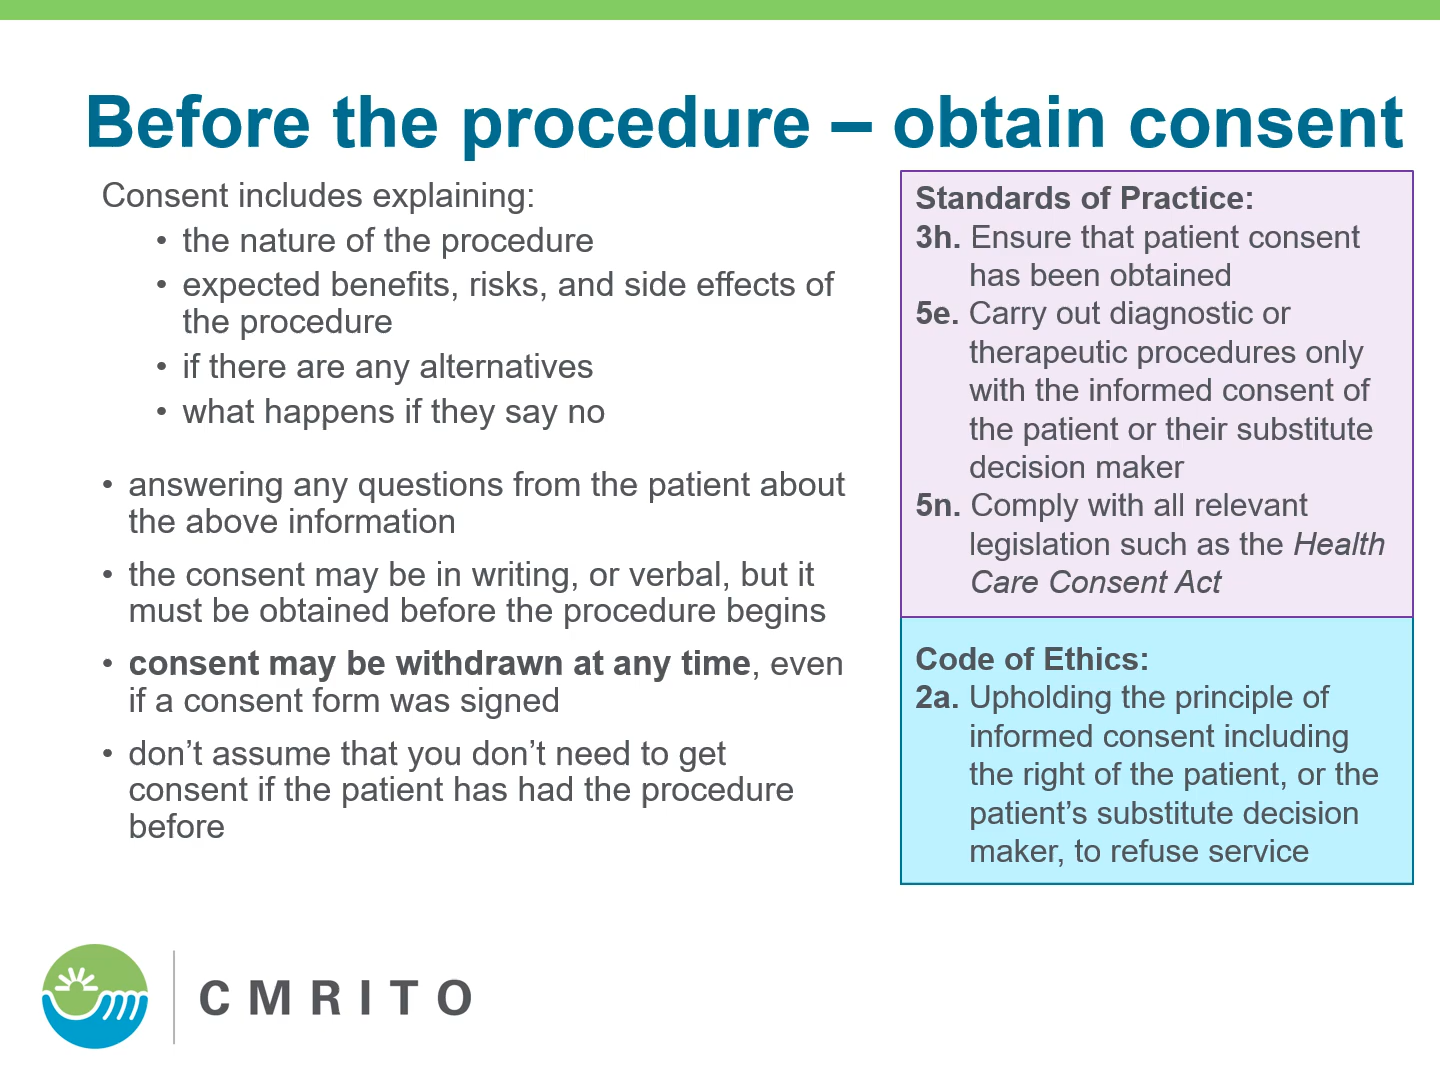 Before the procedure – obtain consent
Consent includes explaining:
• the nature of the procedure
• expected benefits, risks, and side effects of
the procedure
• if there are any alternatives
• what happens if they say no
• answering any questions from the patient about
the above information
• the consent may be in writing, or verbal, but it
must be obtained before the procedure begins
• consent may be withdrawn at any time, even
if a consent form was signed
• don’t assume that you don’t need to get
consent if the patient has had the procedure
before
Standards of Practice:
3h. Ensure that patient consent
has been obtained
5e. Carry out diagnostic or
therapeutic procedures only
with the informed consent of
the patient or their substitute
decision maker
5n. Comply with all relevant
legislation such as the Health
Care Consent Act
Code of Ethics:
2a. Upholding the principle of
informed consent including
the right of the patient, or the
patient’s substitute decision
maker, to refuse service
CMRITO